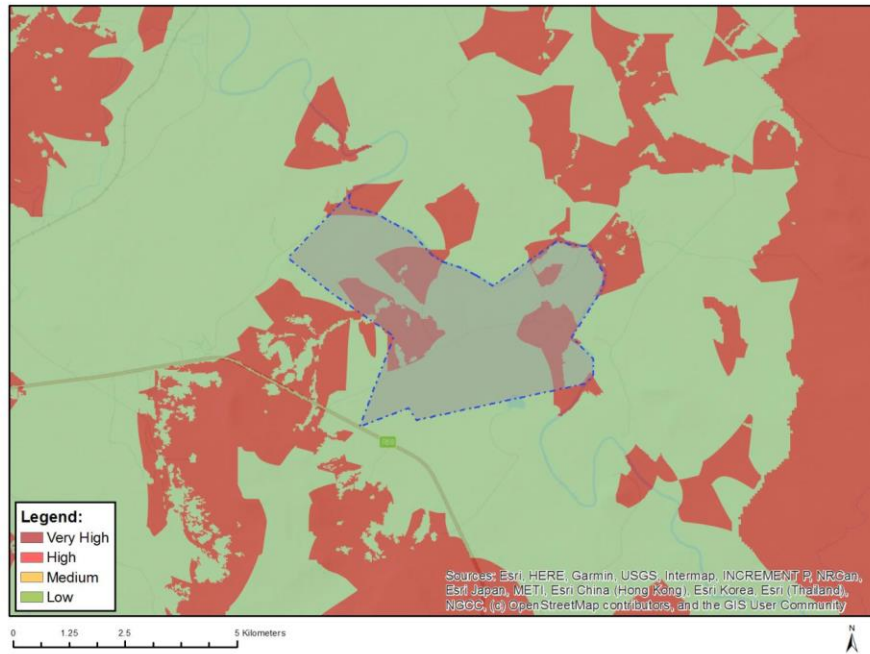 Legend:
Very High
High
Medium
Low
Sources: Esri, HERE, Garmin, USGS, Intermap, INCREMENT P, NRCan,
Esri Japan, METI, Esri China (Hong Kong), Esri Korea, Esri (Thailand),
NGCC, (c) OpenStreetMap contributors, and the GIS User Community
0 1.25 2.5 5 Kilometers
N